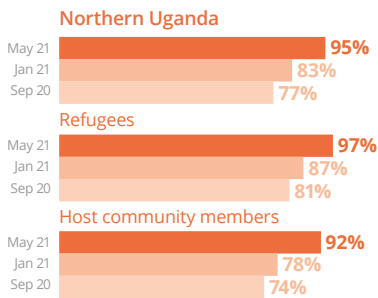 Northern Uganda
May 21 95%
Jan 21 83%
Sep 20 77%
Refugees
May 21 97%
Jan 21 87%
Sep 20 81%
Host community members
May 21 92%
Jan 21 78%
Sep 20 74%